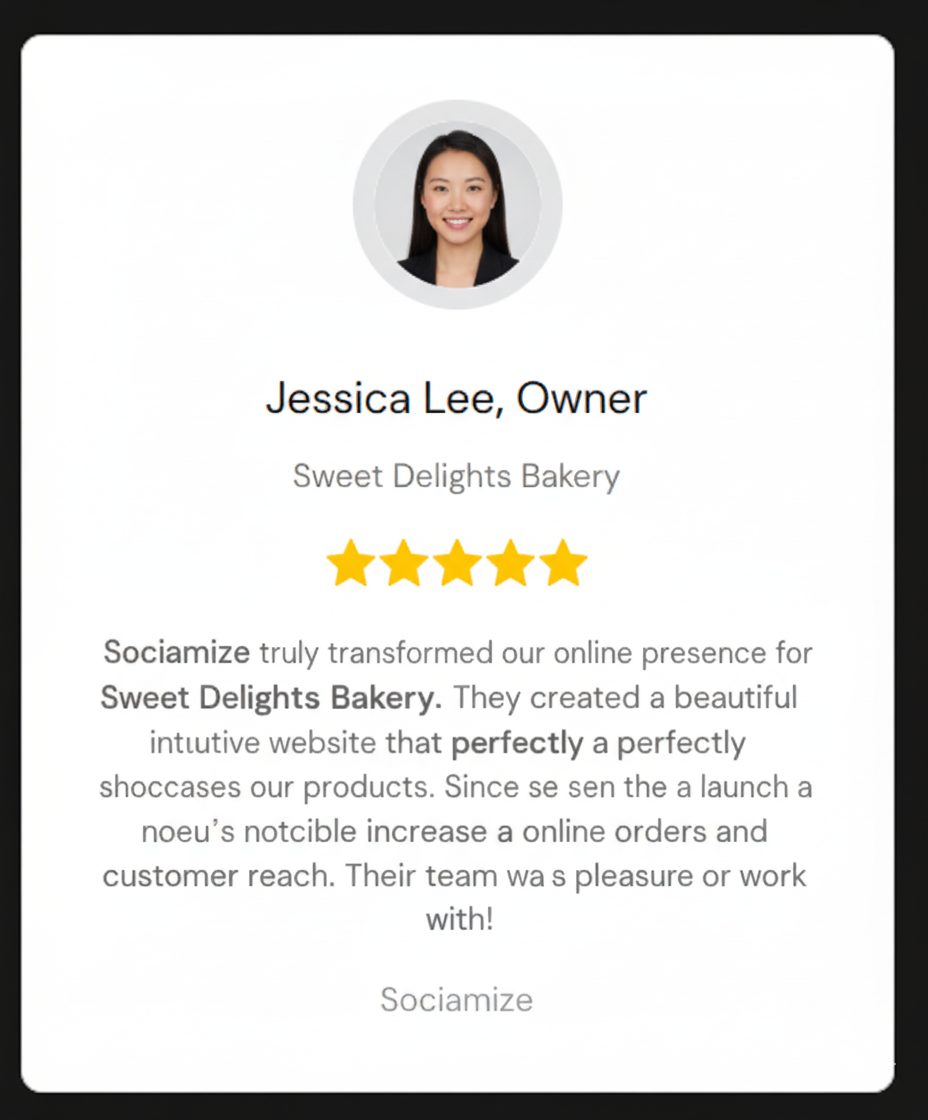 Jessica Lee, Owner
Sweet Delights Bakery
Sociamize truly transformed our online presence for
Sweet Delights Bakery. They created a beautiful
intuutive website that perfectly a perfectly
shoccases our products. Since se sen the a launch a
noeu’s notcible increase a online orders and
customer reach. Their team wa s pleasure or work
with!
Sociamize